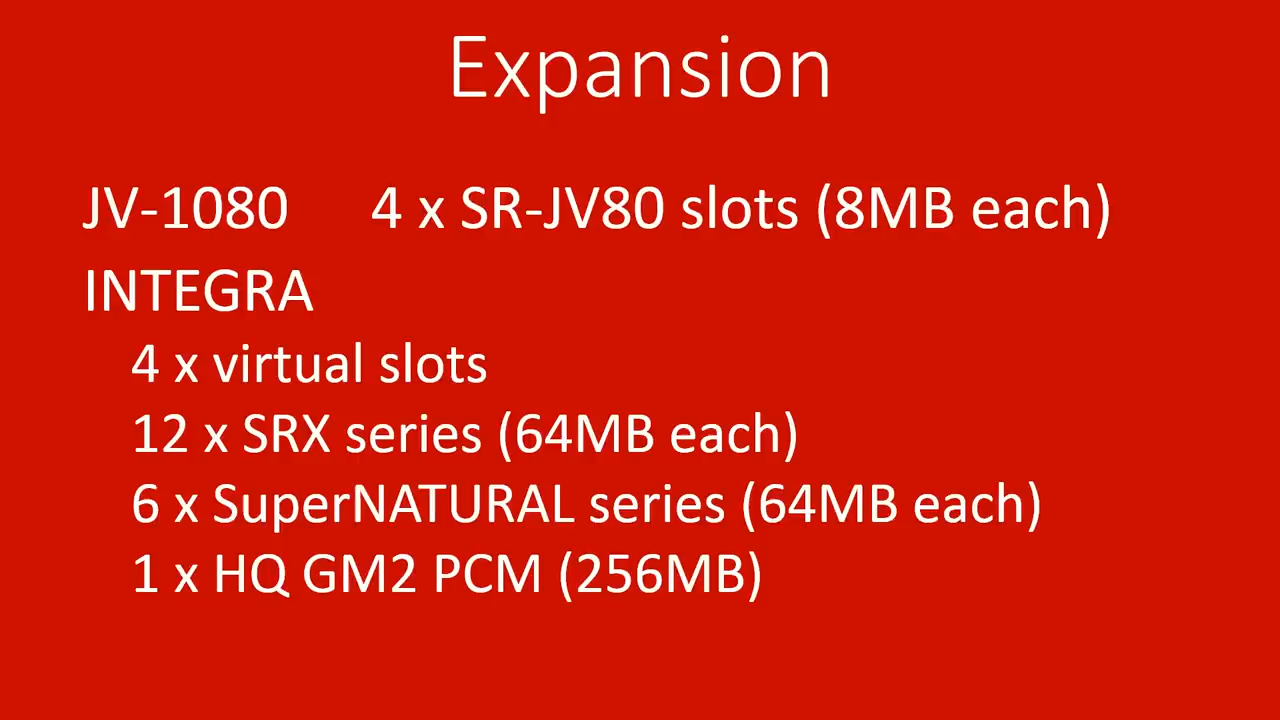 Expansion
JV-1080 4 x SR-JV80 slots (8MB each)
INTEGRA
4 x virtual slots
12 x SRX series (64MB each)
6 x SuperNATURAL series (64MB each)
1 x HQ GM2 PCM (256MB)